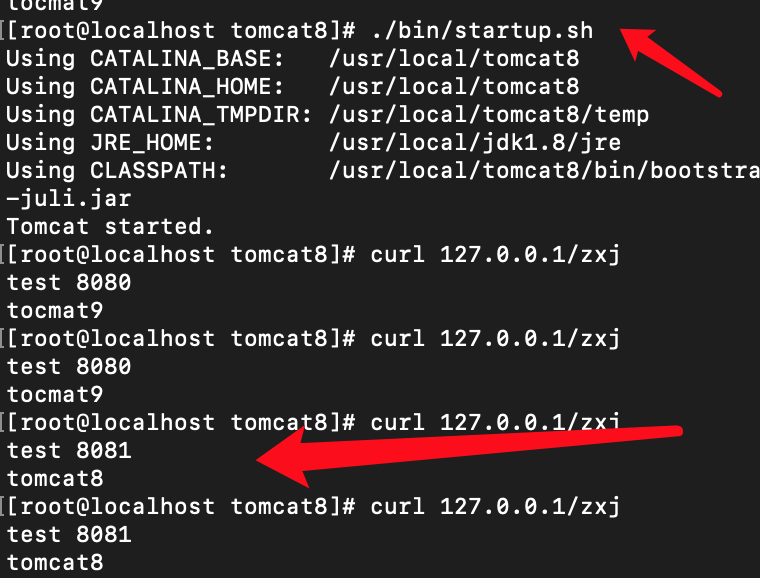 tocmat9
[root@localhost tomcat8]# ./bin/startup.sh
Using CATALINA_BASE:   /usr/local/tomcat8
Using CATALINA_HOME:   /usr/local/tomcat8
Using CATALINA_TMPDIR: /usr/local/tomcat8/temp
Using JRE_HOME:        /usr/local/jdk1.8/jre
Using CLASSPATH:       /usr/local/tomcat8/bin/bootstra
-juli.jar
Tomcat started.
[root@localhost tomcat8]# curl 127.0.0.1/zxj
test 8080
tocmat9
[root@localhost tomcat8]# curl 127.0.0.1/zxj
test 8080
tocmat9
[root@localhost tomcat8]# curl 127.0.0.1/zxj
test 8081
tomcat8
[root@localhost tomcat8]# curl 127.0.0.1/zxj
test 8081
tomcat8